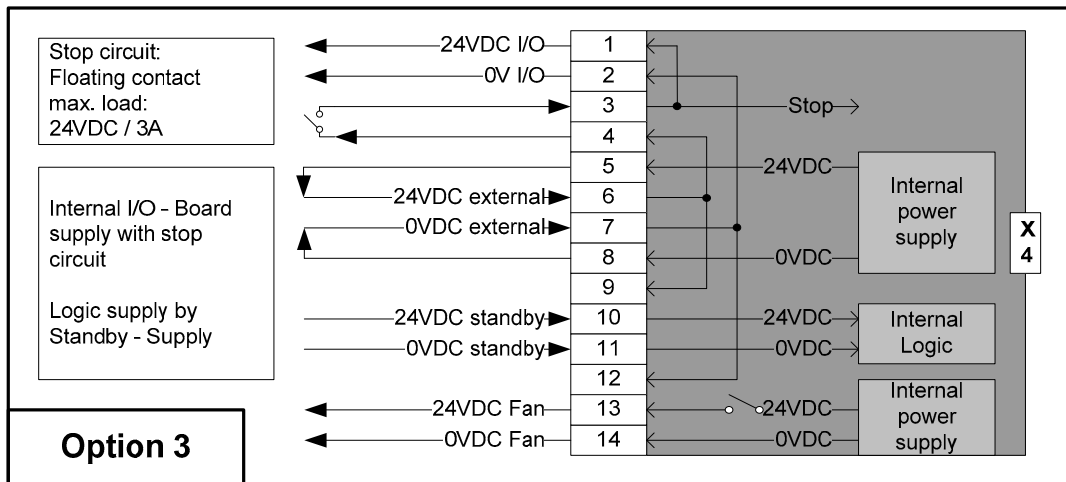 Stop circuit:
Floating contact
max. load:
24VDC / 3A
Internal I/O - Board
supply with stop
circuit
Logic supply by
Standby - Supply
Option 3
24VDC I/O
0V I/O
24VDC external
0VDC external
24VDC standby
0VDC standby
24VDC Fan
0VDC Fan
1
2
3
4
5
6
7
8
9
10
11
12
13
14
Stop
24VDC
0VDC
24VDC
0VDC
24VDC
0VDC
Internal
power
supply
Internal
Logic
Internal
power
supply
X
4